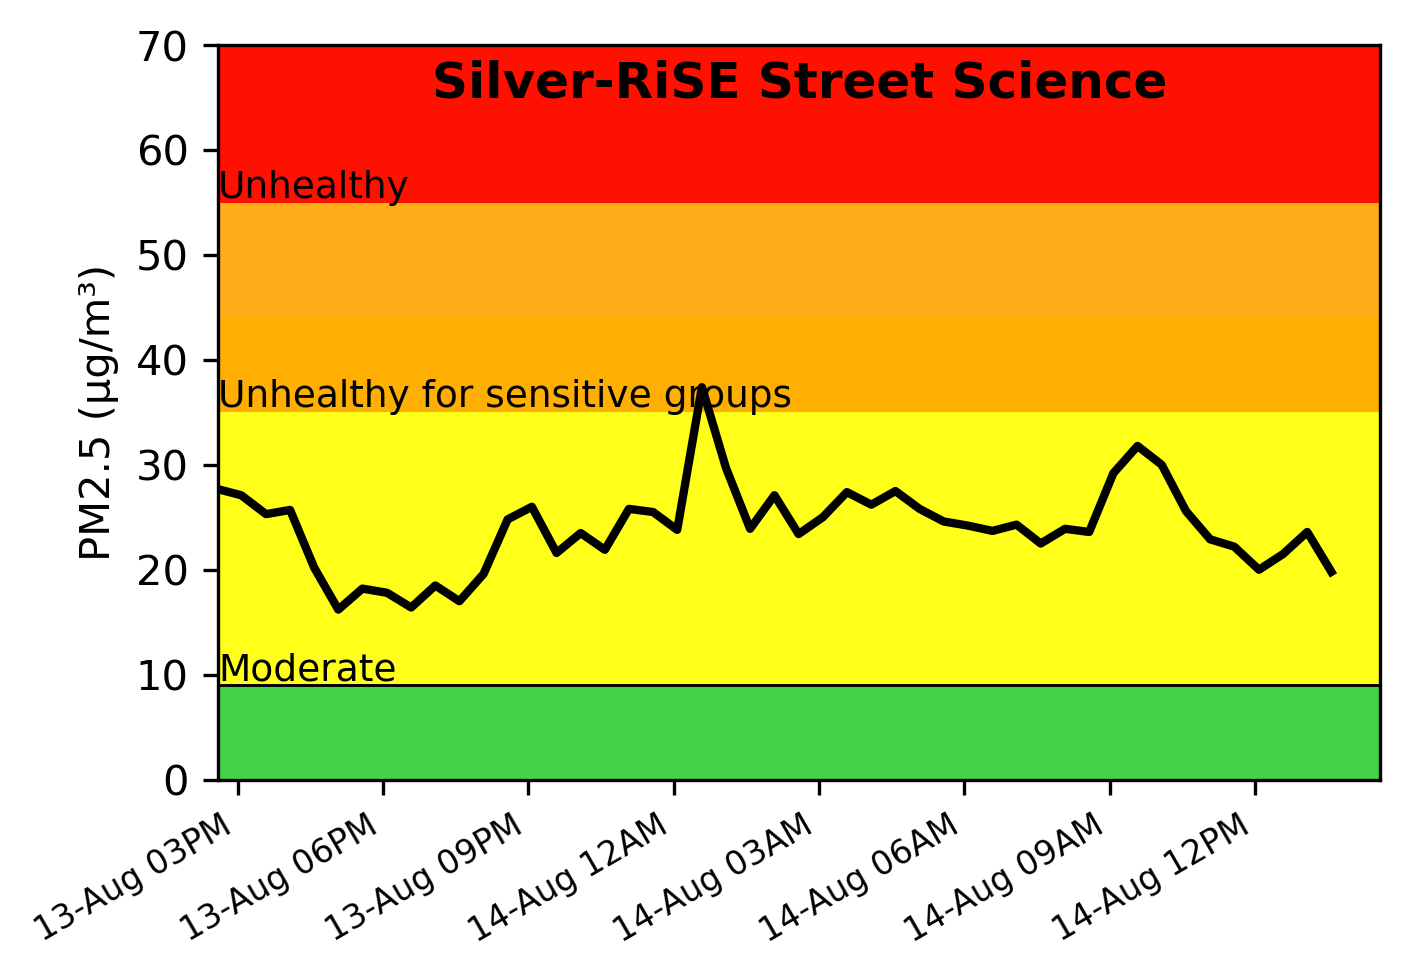 Silver-RiSE Street Science
70
60
Unhealthy
50
40
Unhealthy for sensitive groups
30
20
Moderate
10
0
PM2.5 (µg/m³)
13-Aug 03PM
13-Aug 06PM
13-Aug 09PM
14-Aug 12AM
14-Aug 03AM
14-Aug 06AM
14-Aug 09AM
14-Aug 12PM